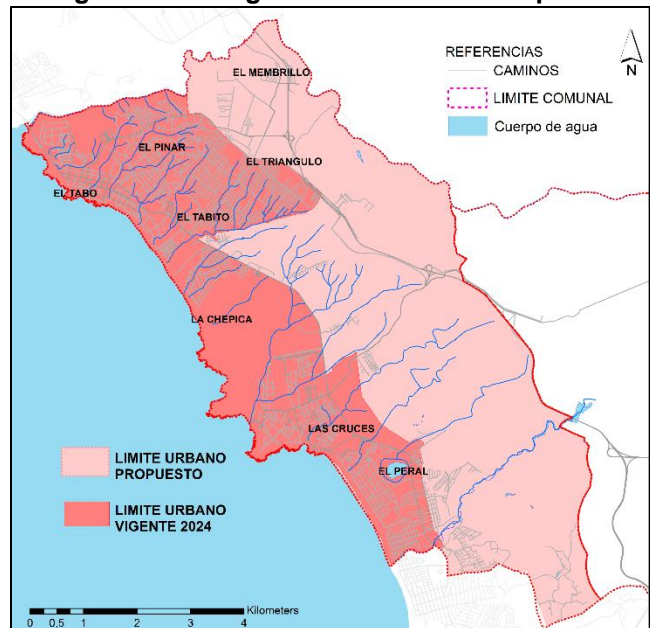 EL MEMBRILLO
REFERENCIAS
CAMINOS
LIMITE COMUNAL
Cuerpo de agua
N
EL PINAR
EL TRIANGULO
EL TABO
EL TABITO
LA CHEPICA
LAS CRUCES
EL PERAL
LIMITE URBANO
PROPUESTO
LIMITE URBANO
VIGENTE 2024
Kilometers
0 0,5 1 2 3 4